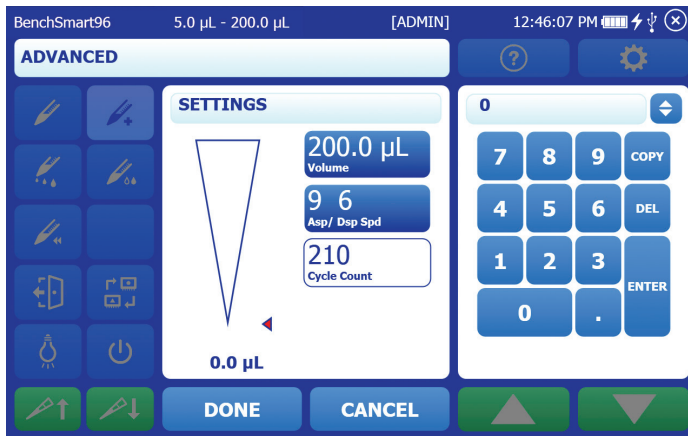 BenchSmart96 5.0 µL - 200.0 µL [ADMIN] 12:46:07 PM
ADVANCED
?
SETTINGS
200.0 µL
Volume
9 6
Asp/ Dsp Spd
210
Cycle Count
0.0 µL
0
7 8 9 COPY
4 5 6 DEL
1 2 3
ENTER
0 .
DONE CANCEL